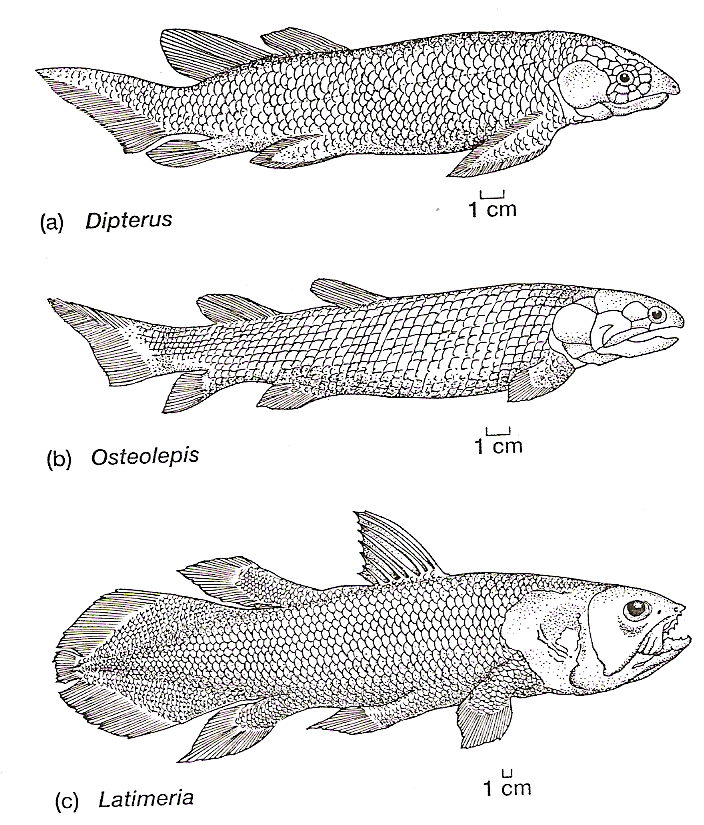 1 cm
(a) Dipterus
1 cm
(b) Osteolepis
1 cm
(c) Latimeria